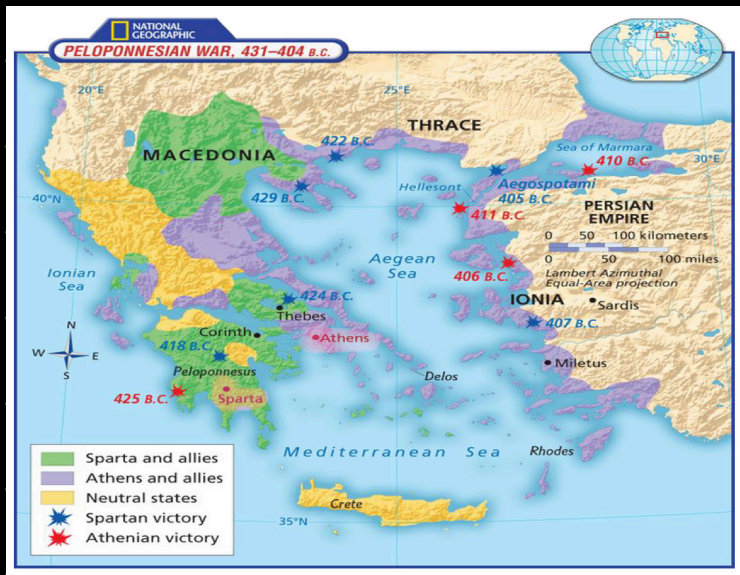 NATIONAL
GEOGRAPHIC
PELOPONNESIAN WAR, 431–404 B.C.
20°E
25°E
THRACE
422 B.C.
Sea of Marmara
410 B.C.
30°E
MACEDONIA
429 B.C.
Hellesont
Aegospotami
405 B.C.
40°N
411 B.C.
PERSIAN
EMPIRE
0 50 100 kilometers
0 50 100 miles
Lambert Azimuthal
Equal-Area projection
Aegean
Sea
406 B.C.
Ionian
Sea
IONIA
Sardis
424 B.C.
Thebes
407 B.C.
N
W E
S
Corinth
Athens
418 B.C.
Peloponnesus
Miletus
Delos
425 B.C.
Sparta
Mediterranean Sea
Rhodes
Crete
35°N
Sparta and allies
Athens and allies
Neutral states
Spartan victory
Athenian victory